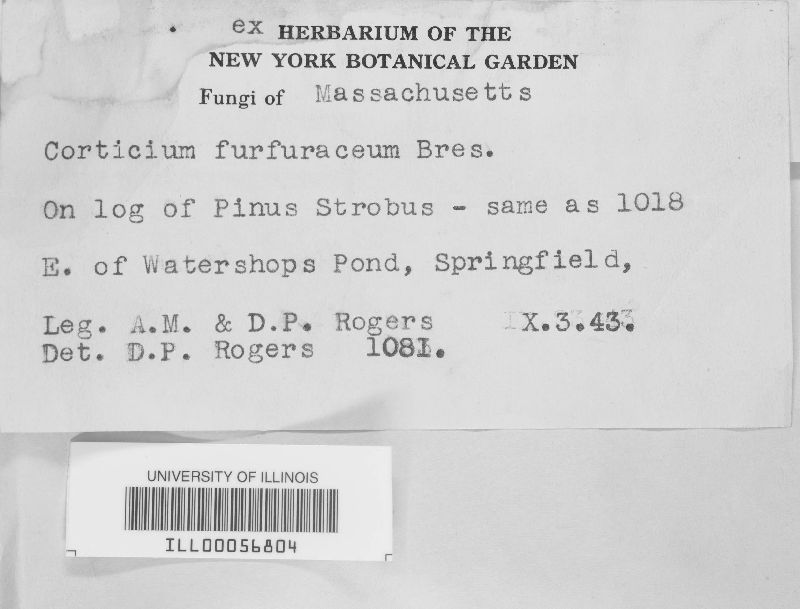 ex HERBARIUM OF THE
NEW YORK BOTANICAL GARDEN
Fungi of Massachusetts
Corticium furfuraceum Bres.
On log of Pinus Strobus - same as 1018
E. of Watershops Pond, Springfield,
Leg. A.M. & D.P. Rogers IX.3.43.
Det. D.P. Rogers 1081.
UNIVERSITY OF ILLINOIS
ILL00056804